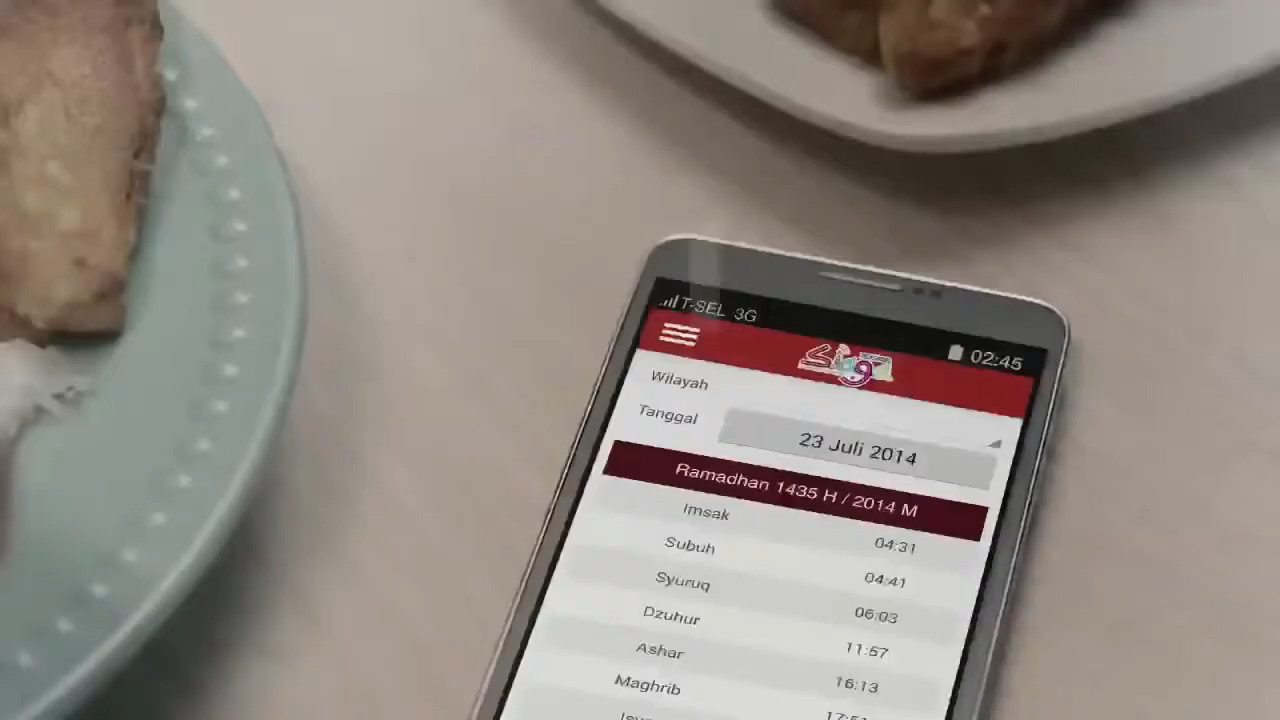 T-SEL 3G 02:45
Wilayah
Tanggal 23 Juli 2014
Ramadhan 1435 H / 2014 M
Imsak 04:31
Subuh 04:41
Syuruq 06:03
Dzuhur 11:57
Ashar 16:13
Maghrib